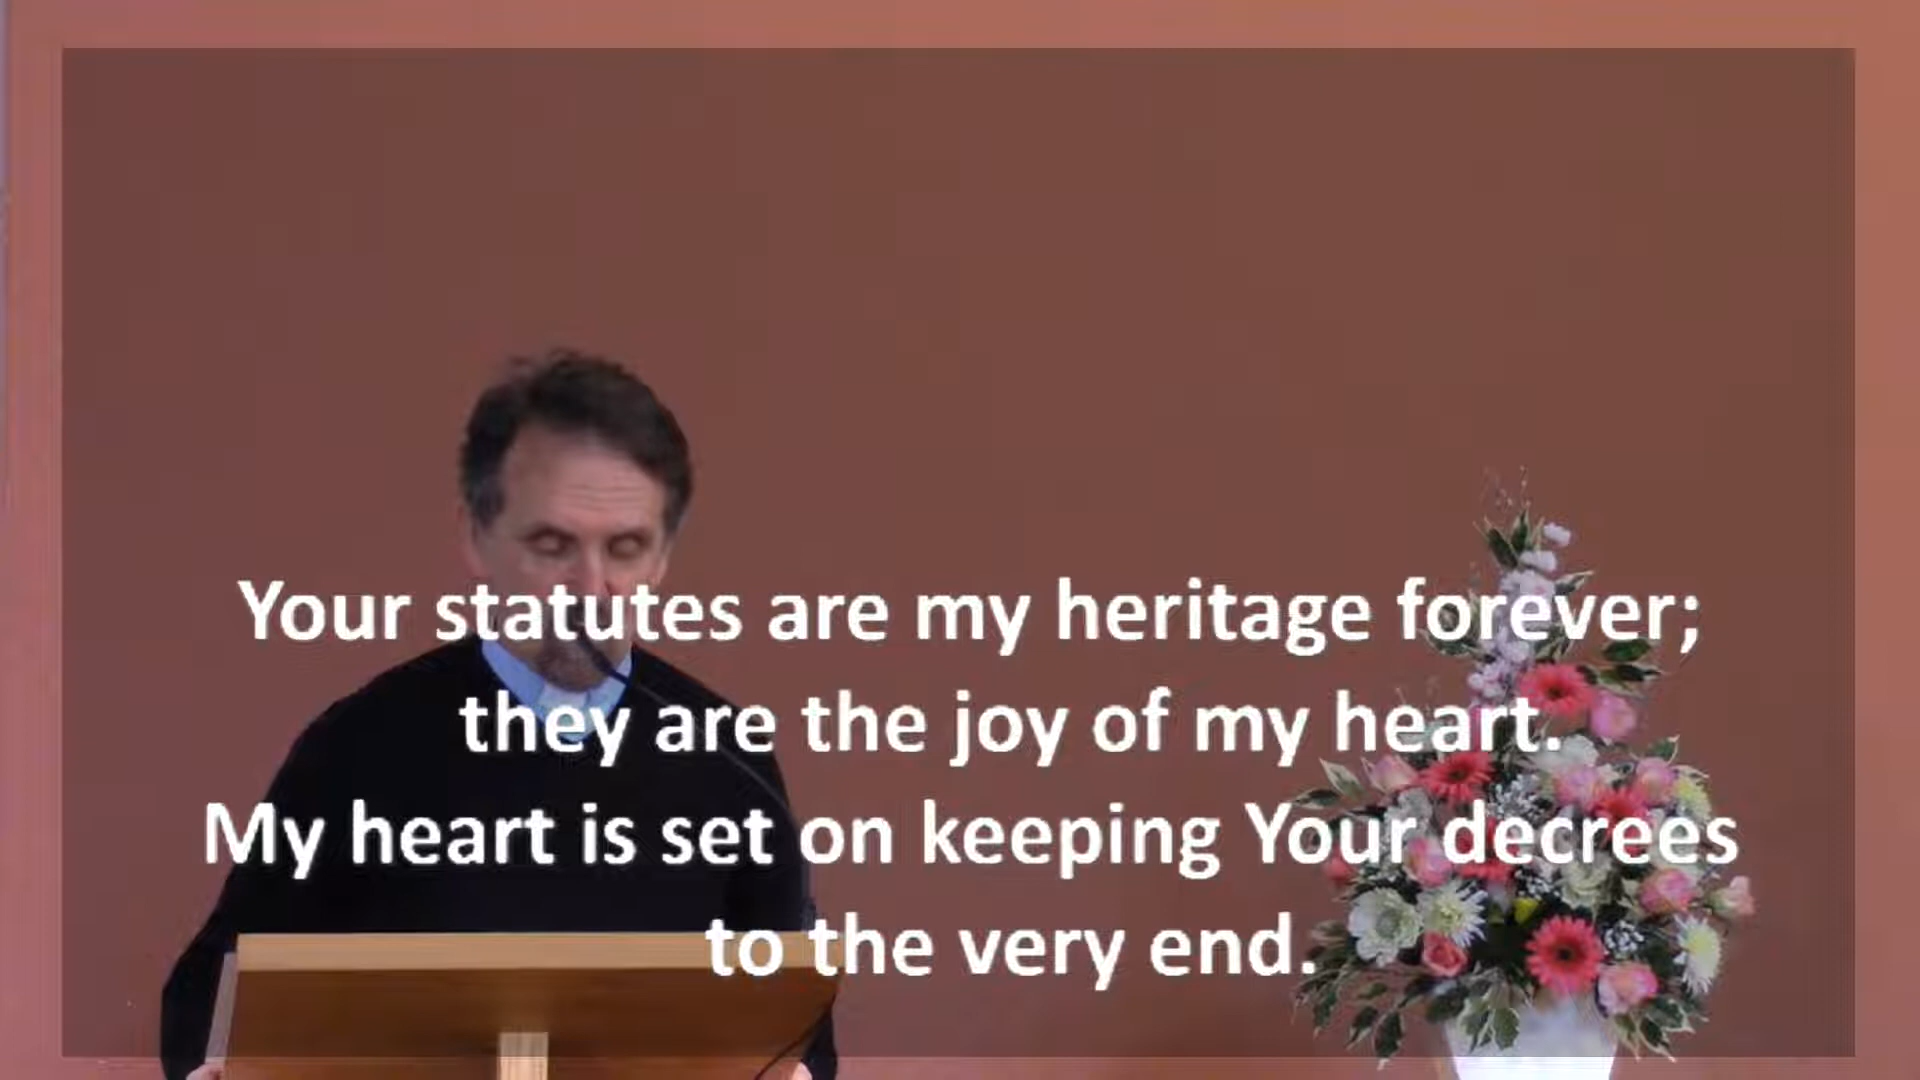 Your statutes are my heritage forever;
they are the joy of my heart.
My heart is set on keeping Your decrees
to the very end.